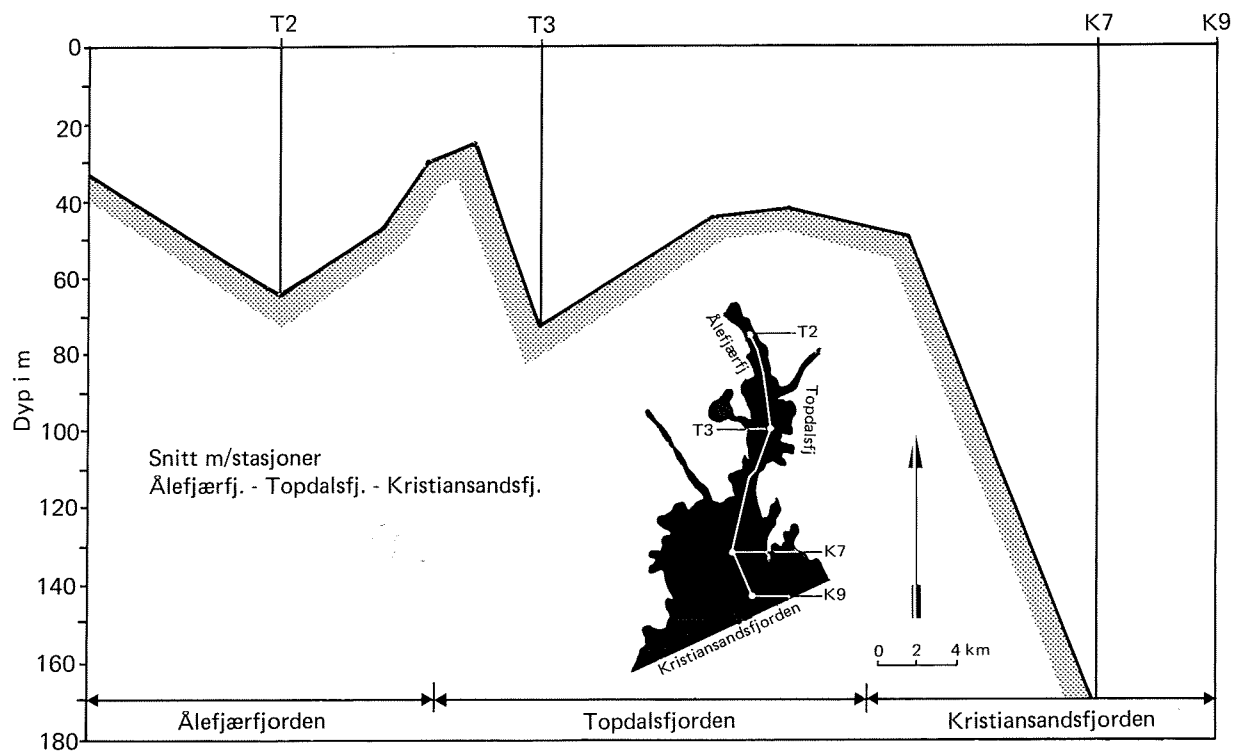 T2
T3
K7
K9
0
20
40
60
80
100
120
140
160
180
Dyp i m
Snitt m/stasjoner
Ålefjærfj. - Topdalsfj. - Kristiansandsfj.
Ålefjærfj
T2
Topdalsfj
T3
K7
K9
Kristiansandsfjorden
0 2 4 km
Ålefjærfjorden
Topdalsfjorden
Kristiansandsfjorden